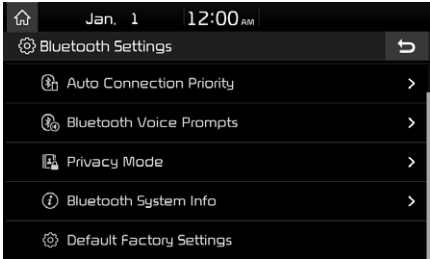 Jan. 1 12:00 AM
Bluetooth Settings
Auto Connection Priority
Bluetooth Voice Prompts
Privacy Mode
Bluetooth System Info
Default Factory Settings